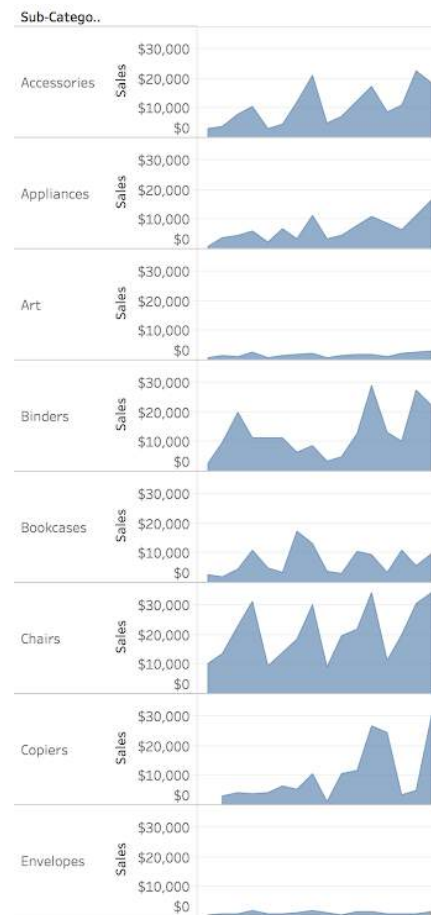 Sub-Catego..
Accessories
Sales
$30,000
$20,000
$10,000
$0
Appliances
Sales
$30,000
$20,000
$10,000
$0
Art
Sales
$30,000
$20,000
$10,000
$0
Binders
Sales
$30,000
$20,000
$10,000
$0
Bookcases
Sales
$30,000
$20,000
$10,000
$0
Chairs
Sales
$30,000
$20,000
$10,000
$0
Copiers
Sales
$30,000
$20,000
$10,000
$0
Envelopes
Sales
$30,000
$20,000
$10,000
$0